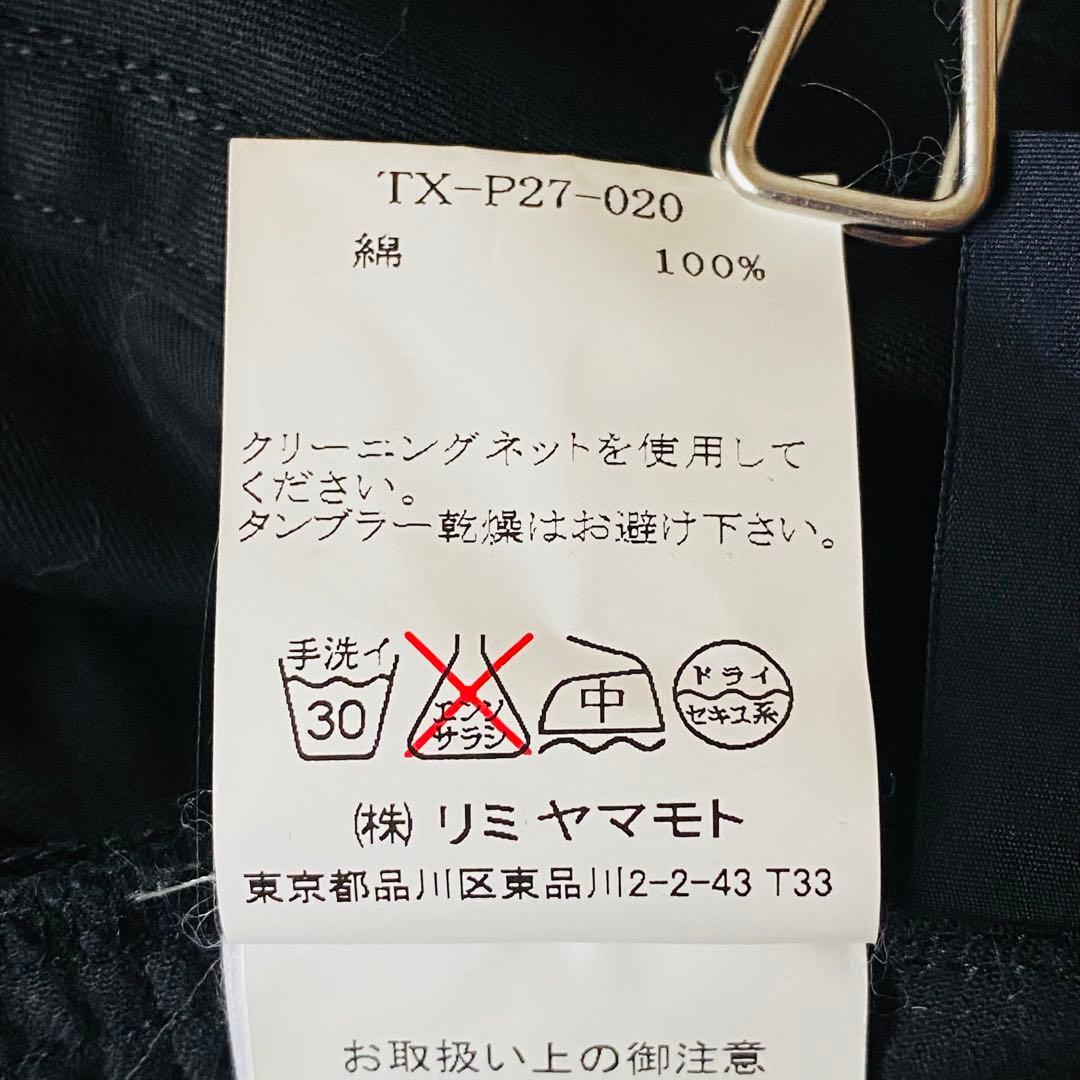 TX-P27-020
綿 100%
クリーニングネットを使用して
ください。
タンブラー乾燥はお避け下さい。
手洗イ
30
エンソ
サラシ
中
ドライ
セキユ系
㈱ リミ ヤマモト
東京都品川区東品川2-2-43 T33
お取扱い上の御注意